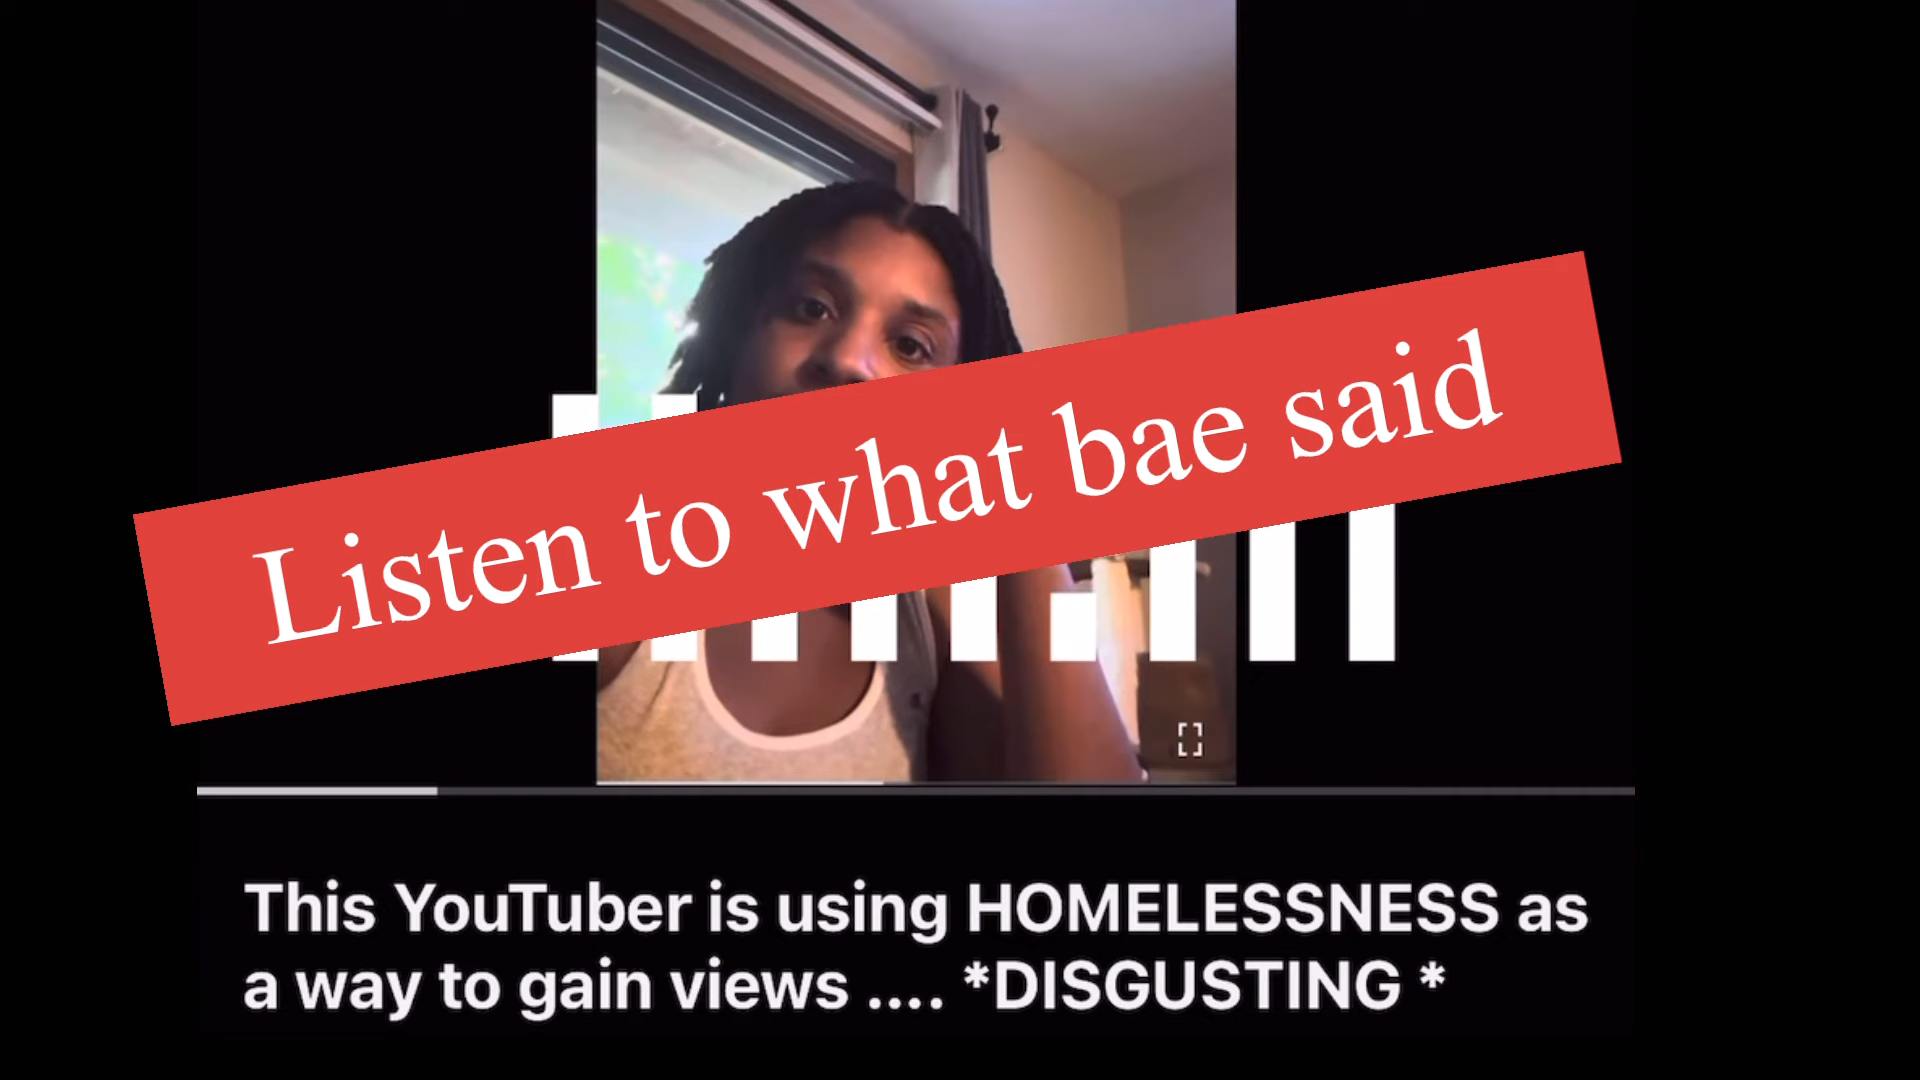 Listen to what bae said
This YouTuber is using HOMELESSNESS as
a way to gain views .... *DISGUSTING *